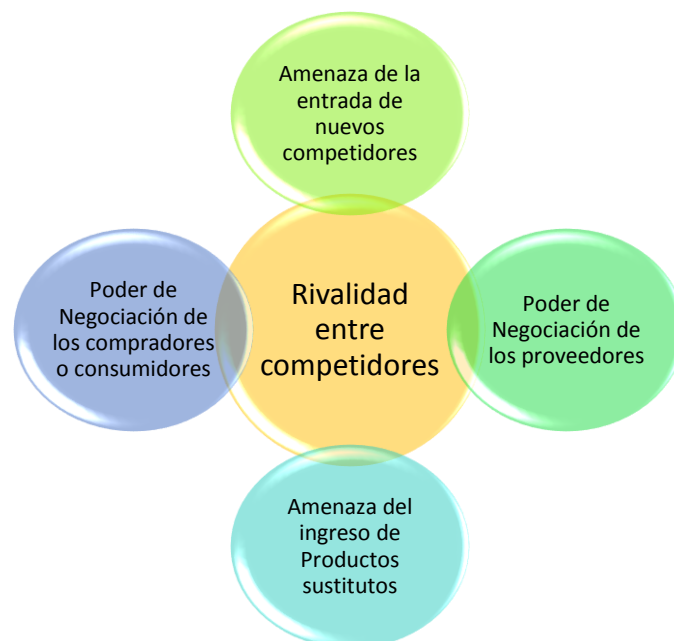 Amenaza de la
entrada de
nuevos
competidores
Poder de
Negociación de
los compradores
o consumidores
Rivalidad
entre
competidores
Poder de
Negociación de
los proveedores
Amenaza del
ingreso de
Productos
sustitutos